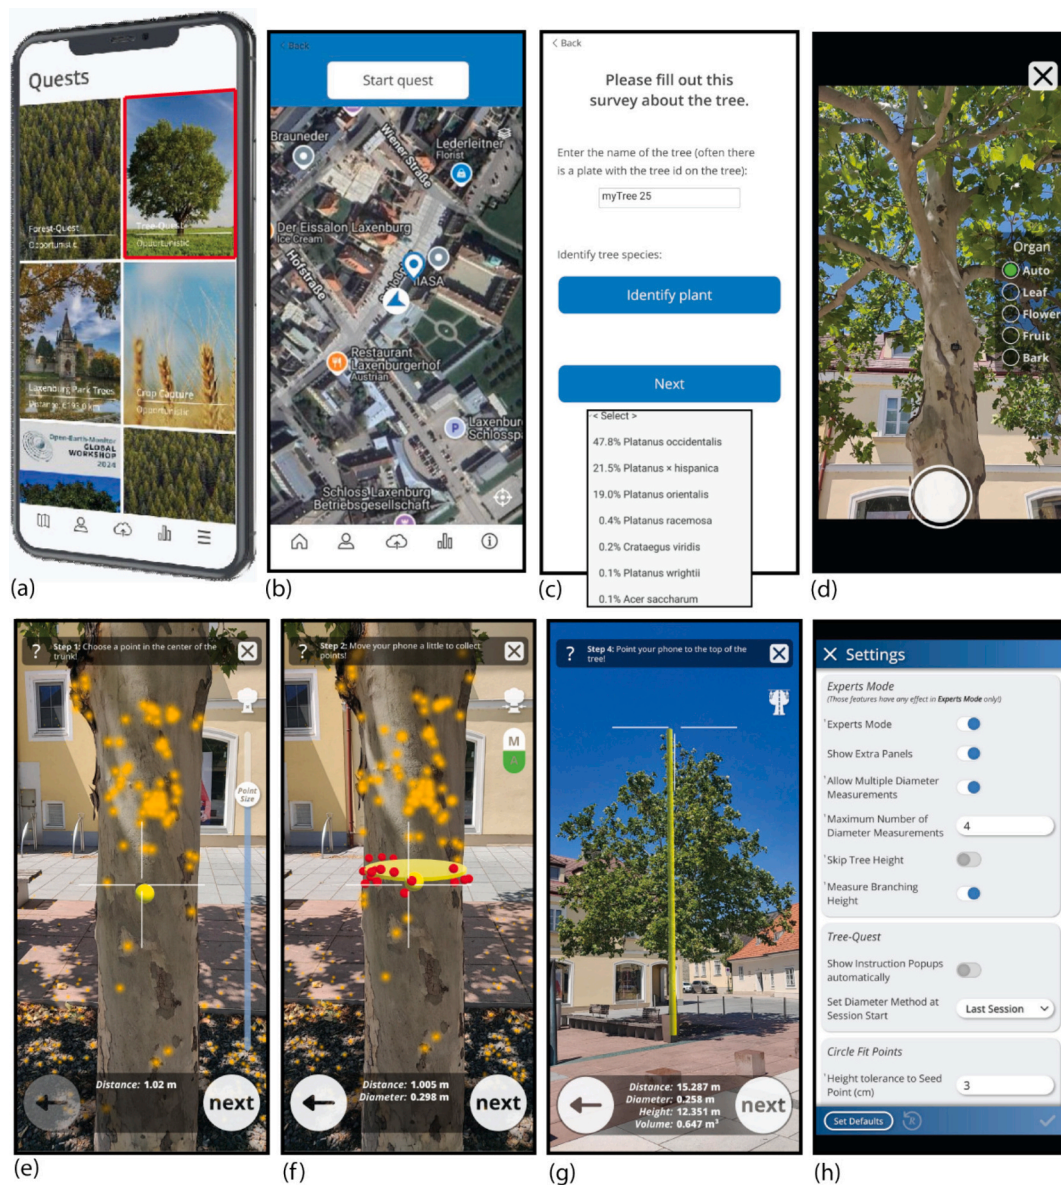 Quests
Forest-Quest
Opportunistic
Tree-Quest
Opportunistic
Laxenburg Park Trees
Distance:
Crop Capture
Opportunistic
Open-Earth-Monitor
GLOBAL
WORKSHOP
2024
(a)
< Back
Start quest
Brauneder
Wiener Straße
Lederleitner
Florist
Der Eissalon Laxenburg
Ice Cream
Hofstraße
IIASA
Restaurant
Laxenburgerhof
Austrian
P
Laxenburg
Schlosspa
Schloss Laxenburg
Betriebsgesellschaft
(b)
< Back
Please fill out this
survey about the tree.
Enter the name of the tree (often there
is a plate with the tree id on the tree):
myTree 25
Identify tree species:
Identify plant
Next
< Select >
47.8% Platanus occidentalis
21.5% Platanus × hispanica
19.0% Platanus orientalis
0.4% Platanus racemosa
0.2% Crataegus viridis
0.1% Platanus wrightii
0.1% Acer saccharum
(c)
Organ
Auto
Leaf
Flower
Fruit
Bark
(d)
? Step 1: Choose a point in the center of the
trunk!
Point
Size
Distance: 1.02 m
next
(e)
? Step 2: Move your phone a little to collect
points!
M
A
Distance: 1.005 m
Diameter: 0.298 m
next
(f)
? Step 4: Point your phone to the top of the
tree!
Distance: 15.287 m
Diameter: 0.258 m
Height: 12.351 m
Volume: 0.647 m³
next
(g)
Settings
Experts Mode
(Those features have any effect in Experts Mode only!)
Experts Mode
Show Extra Panels
Allow Multiple Diameter
Measurements
Maximum Number of
Diameter Measurements
4
Skip Tree Height
Measure Branching
Height
Tree-Quest
Show Instruction Popups
automatically
Set Diameter Method at
Session Start
Last Session
Circle Fit Points
Height tolerance to Seed
Point (cm)
3
Set Defaults
R
(h)